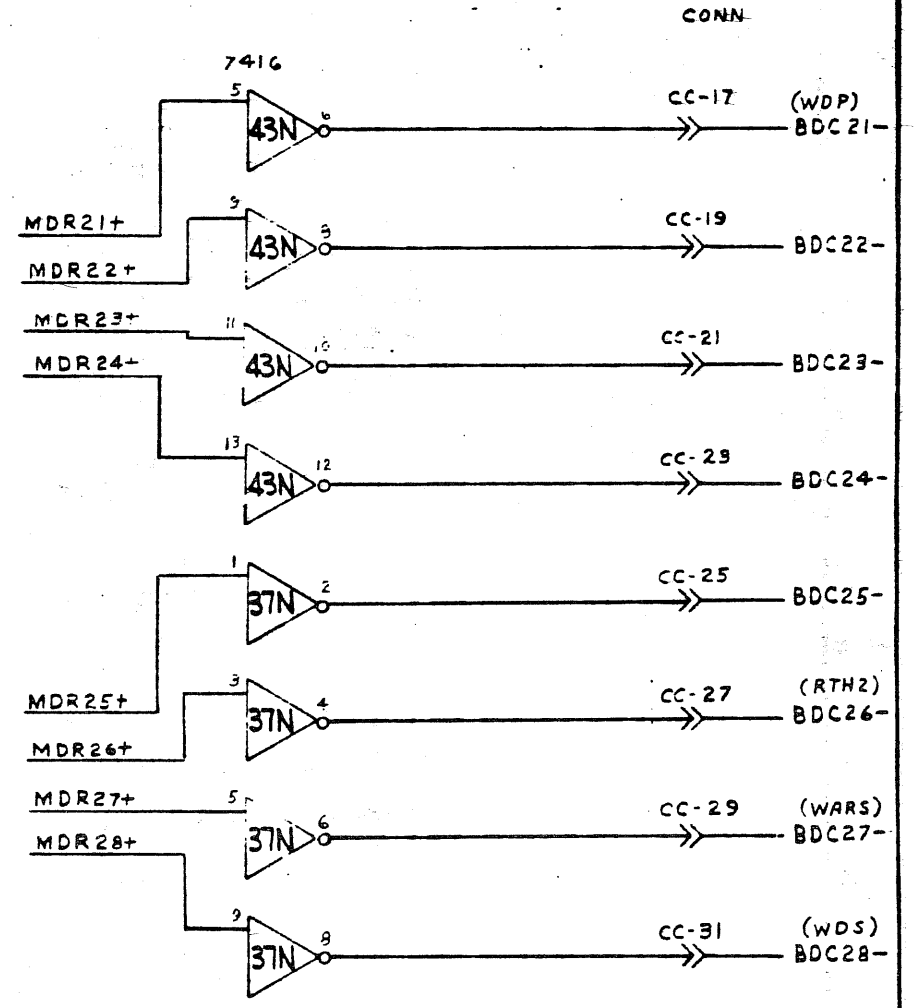 CONN
7416
5 43N 6 CC-17 (WDP)
BDC21-
MDR21+
9 43N 8 CC-19 BDC22-
MDR22+
MDR23+ 11 43N 10 CC-21 BDC23-
MDR24+
13 43N 12 CC-23 BDC24-
1 37N 2 CC-25 BDC25-
MDR25+
3 37N 4 CC-27 (RTH2)
BDC26-
MDR26+
MDR27+ 5 37N 6 CC-29 (WARS)
BDC27-
MDR28+
9 37N 8 CC-31 (WDS)
BDC28-